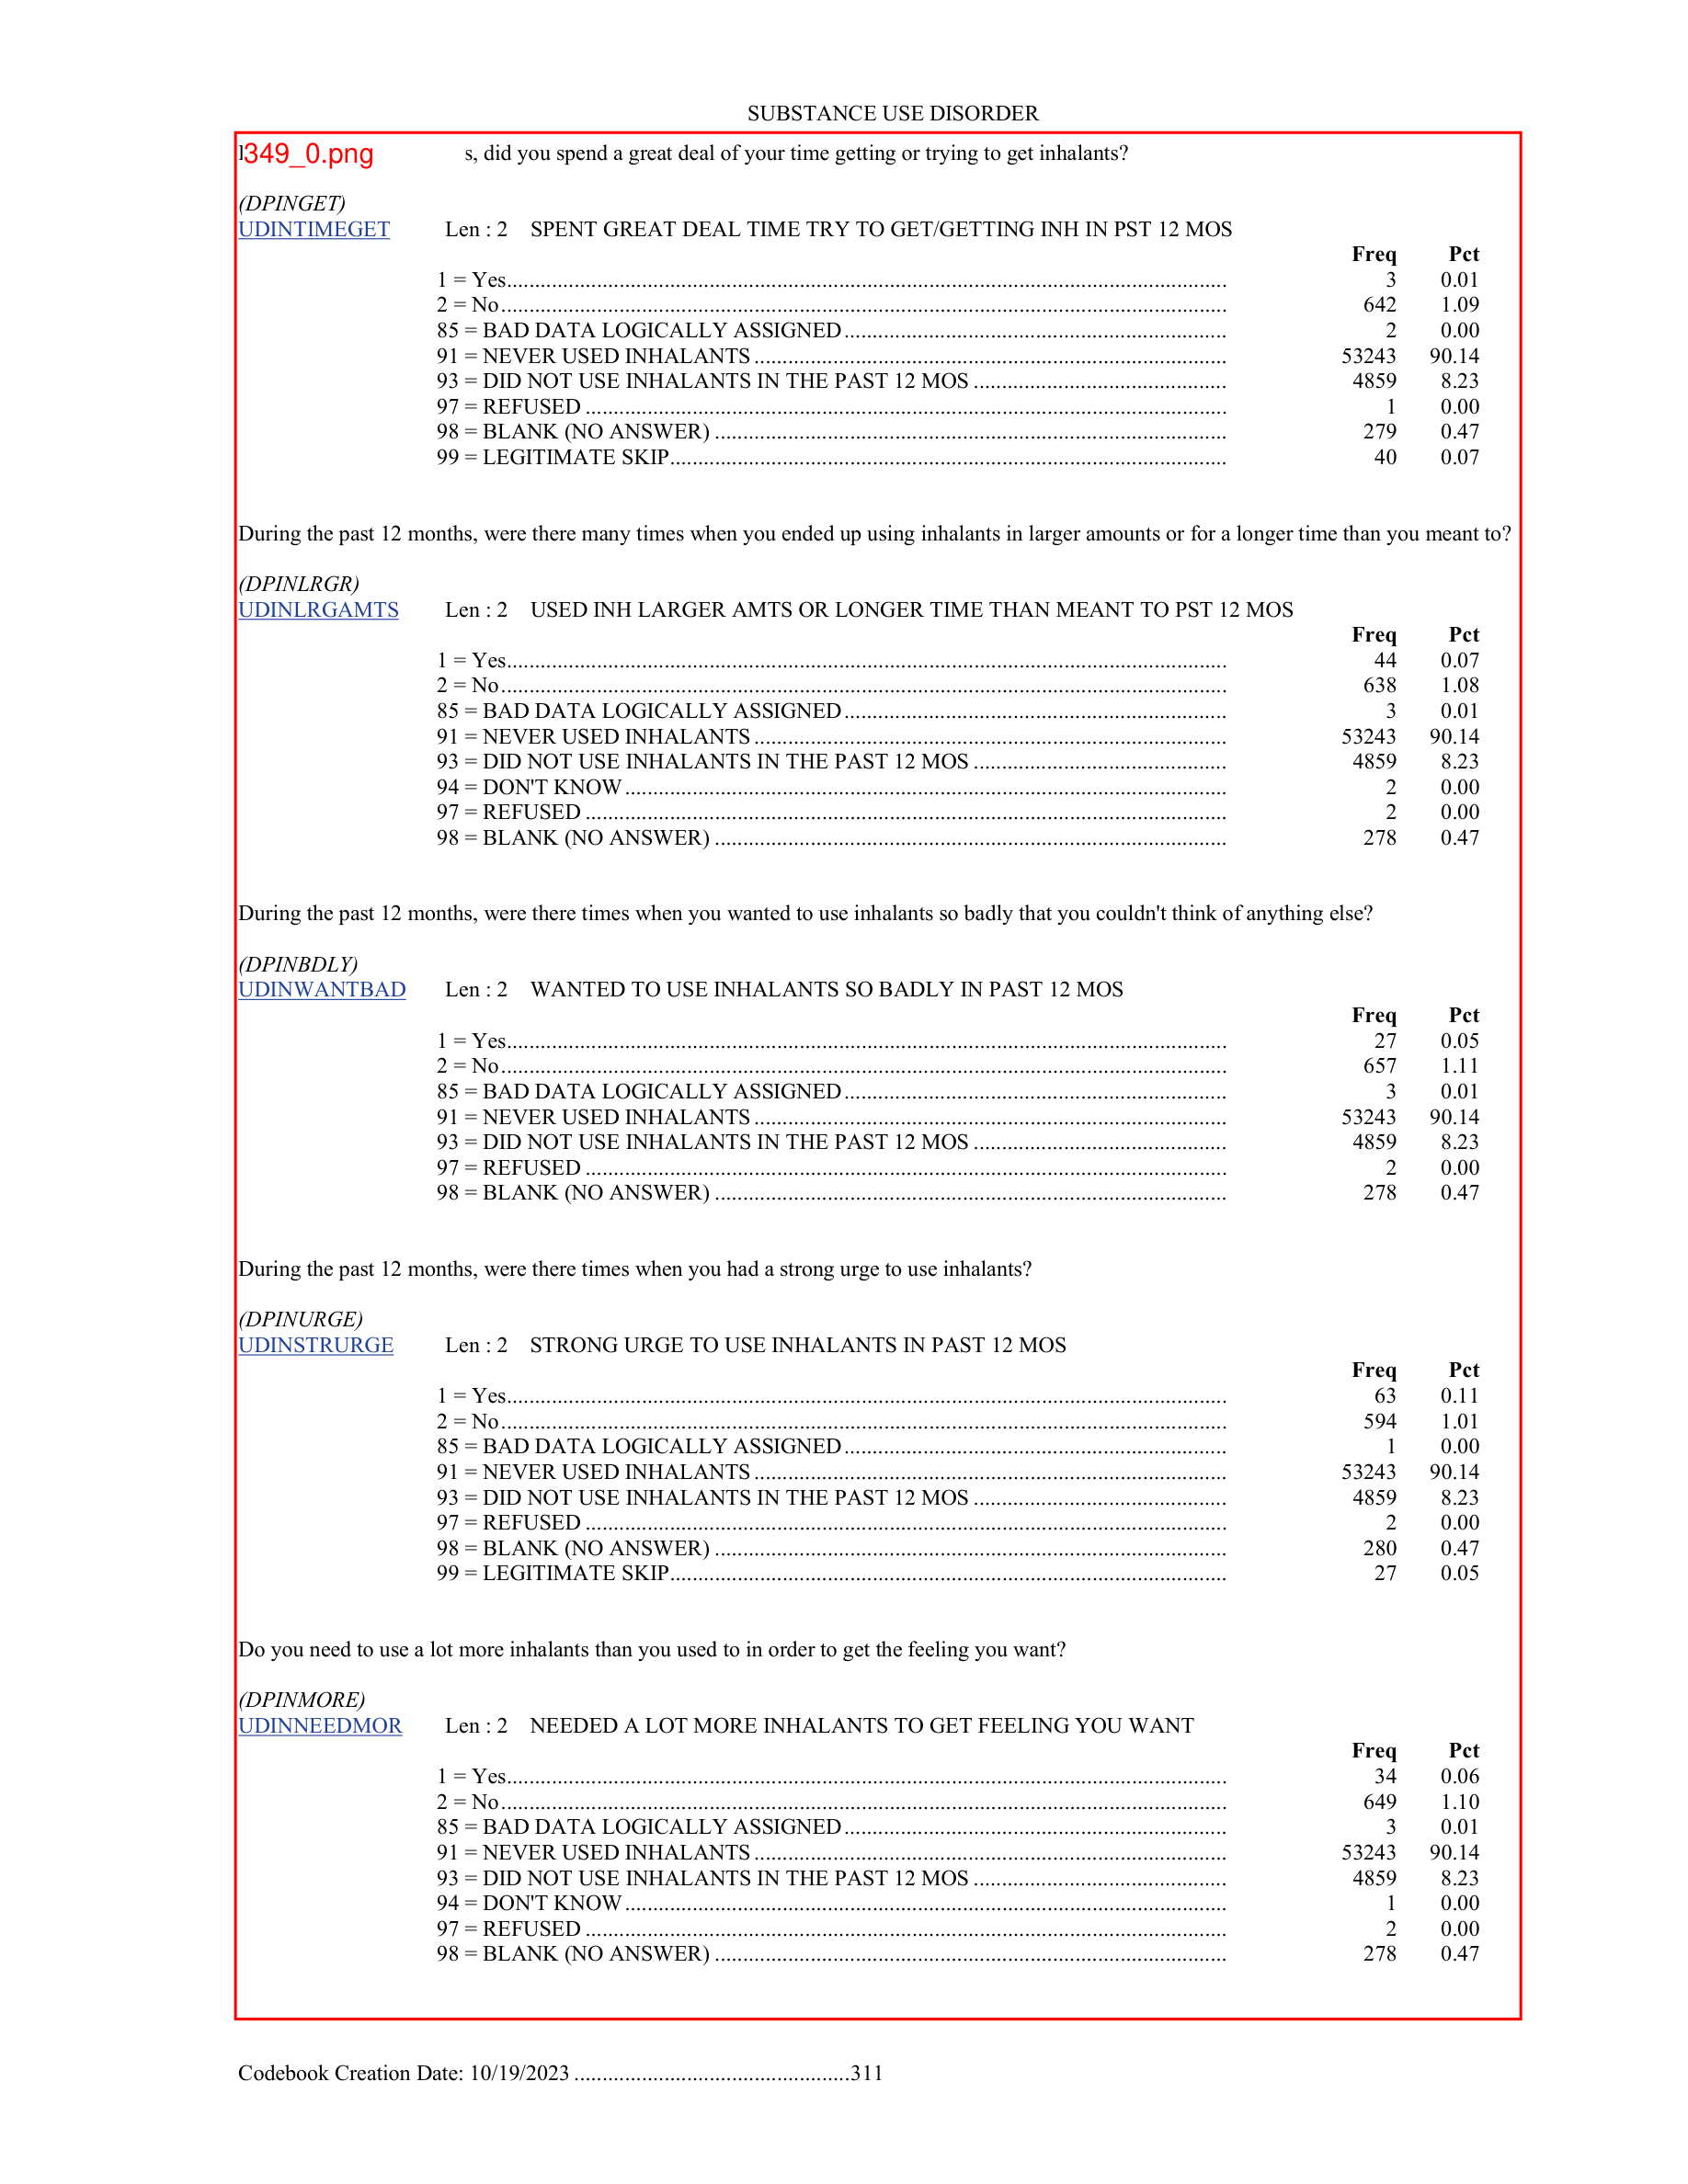 SUBSTANCE USE DISORDER
349_0.png s, did you spend a great deal of your time getting or trying to get inhalants?
(DPINGET)
UDINTIMEGET Len : 2 SPENT GREAT DEAL TIME TRY TO GET/GETTING INH IN PST 12 MOS
Freq Pct
1 = Yes 3 0.01
2 = No 642 1.09
85 = BAD DATA LOGICALLY ASSIGNED 2 0.00
91 = NEVER USED INHALANTS 53243 90.14
93 = DID NOT USE INHALANTS IN THE PAST 12 MOS 4859 8.23
97 = REFUSED 1 0.00
98 = BLANK (NO ANSWER) 279 0.47
99 = LEGITIMATE SKIP 40 0.07
During the past 12 months, were there many times when you ended up using inhalants in larger amounts or for a longer time than you meant to?
(DPINLRGR)
UDINLRGAMTS Len : 2 USED INH LARGER AMTS OR LONGER TIME THAN MEANT TO PST 12 MOS
Freq Pct
1 = Yes 44 0.07
2 = No 638 1.08
85 = BAD DATA LOGICALLY ASSIGNED 3 0.01
91 = NEVER USED INHALANTS 53243 90.14
93 = DID NOT USE INHALANTS IN THE PAST 12 MOS 4859 8.23
94 = DON'T KNOW 2 0.00
97 = REFUSED 2 0.00
98 = BLANK (NO ANSWER) 278 0.47
During the past 12 months, were there times when you wanted to use inhalants so badly that you couldn't think of anything else?
(DPINBDLY)
UDINWANTBAD Len : 2 WANTED TO USE INHALANTS SO BADLY IN PAST 12 MOS
Freq Pct
1 = Yes 27 0.05
2 = No 657 1.11
85 = BAD DATA LOGICALLY ASSIGNED 3 0.01
91 = NEVER USED INHALANTS 53243 90.14
93 = DID NOT USE INHALANTS IN THE PAST 12 MOS 4859 8.23
97 = REFUSED 2 0.00
98 = BLANK (NO ANSWER) 278 0.47
During the past 12 months, were there times when you had a strong urge to use inhalants?
(DPINURGE)
UDINSTRURGE Len : 2 STRONG URGE TO USE INHALANTS IN PAST 12 MOS
Freq Pct
1 = Yes 63 0.11
2 = No 594 1.01
85 = BAD DATA LOGICALLY ASSIGNED 1 0.00
91 = NEVER USED INHALANTS 53243 90.14
93 = DID NOT USE INHALANTS IN THE PAST 12 MOS 4859 8.23
97 = REFUSED 2 0.00
98 = BLANK (NO ANSWER) 280 0.47
99 = LEGITIMATE SKIP 27 0.05
Do you need to use a lot more inhalants than you used to in order to get the feeling you want?
(DPINMORE)
UDINNEEDMOR Len : 2 NEEDED A LOT MORE INHALANTS TO GET FEELING YOU WANT
Freq Pct
1 = Yes 34 0.06
2 = No 649 1.10
85 = BAD DATA LOGICALLY ASSIGNED 3 0.01
91 = NEVER USED INHALANTS 53243 90.14
93 = DID NOT USE INHALANTS IN THE PAST 12 MOS 4859 8.23
94 = DON'T KNOW 1 0.00
97 = REFUSED 2 0.00
98 = BLANK (NO ANSWER) 278 0.47
Codebook Creation Date: 10/19/2023 .................................................311